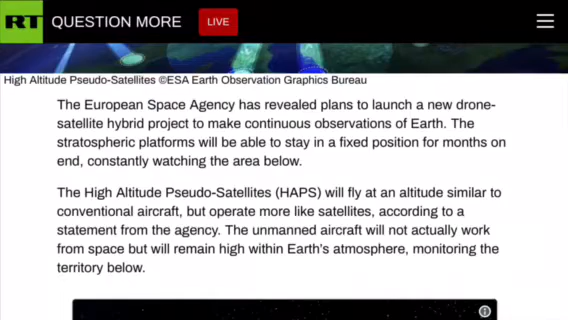 RT QUESTION MORE LIVE
High Altitude Pseudo-Satellites ©ESA Earth Observation Graphics Bureau
The European Space Agency has revealed plans to launch a new drone-
satellite hybrid project to make continuous observations of Earth. The
stratospheric platforms will be able to stay in a fixed position for months on
end, constantly watching the area below.
The High Altitude Pseudo-Satellites (HAPS) will fly at an altitude similar to
conventional aircraft, but operate more like satellites, according to a
statement from the agency. The unmanned aircraft will not actually work
from space but will remain high within Earth’s atmosphere, monitoring the
territory below.